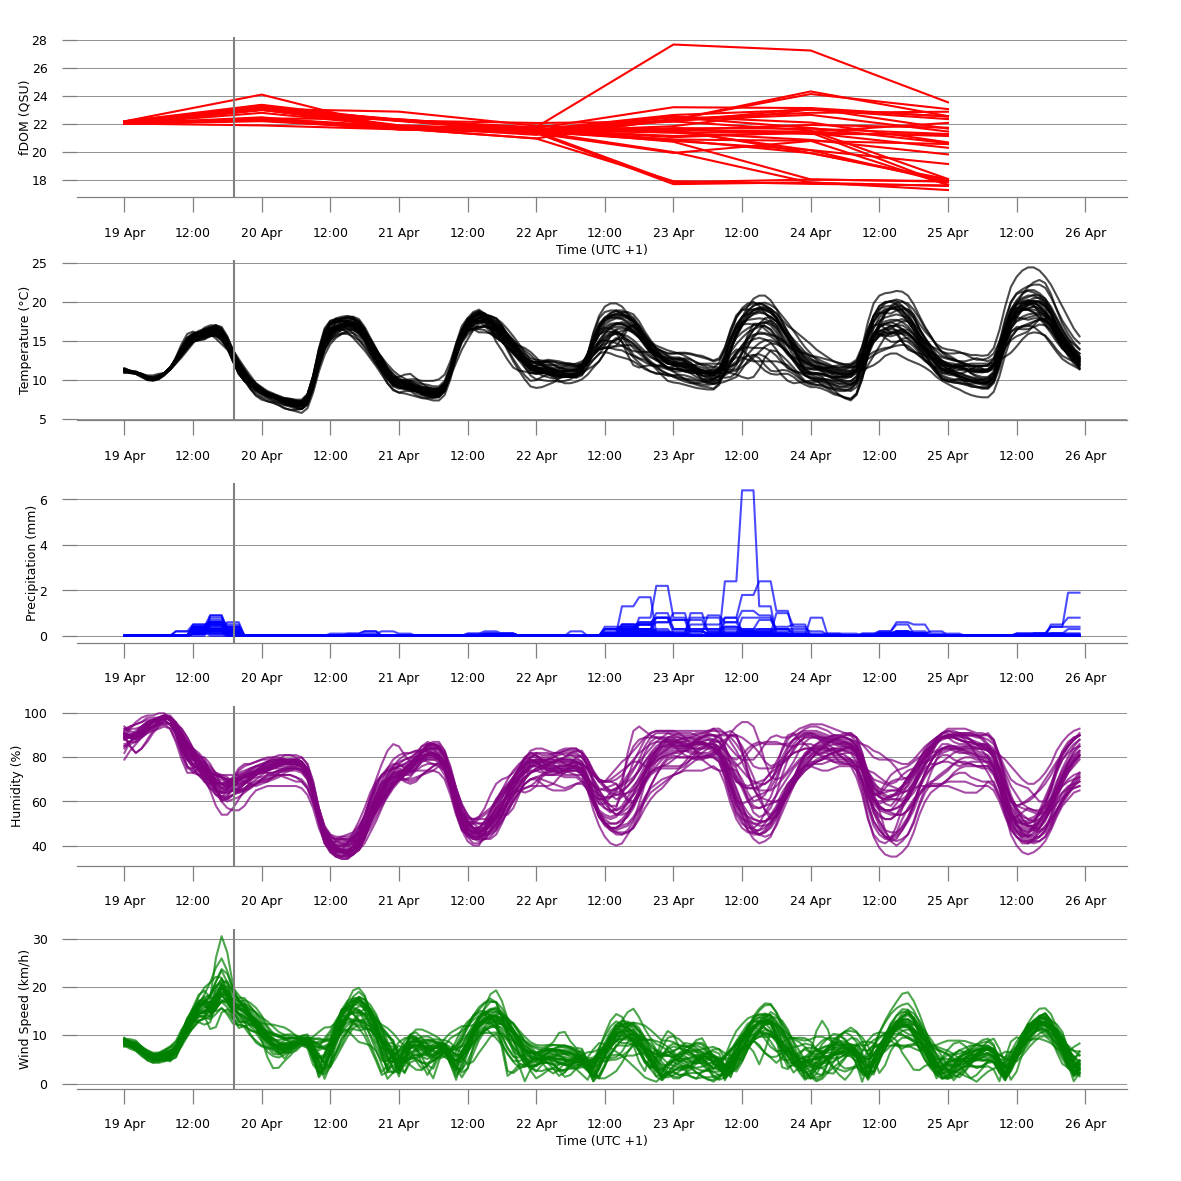 28
26
24
22
20
18
fDOM (QSU)
19 Apr 12:00 20 Apr 12:00 21 Apr 12:00 22 Apr 12:00 23 Apr 12:00 24 Apr 12:00 25 Apr 12:00 26 Apr
Time (UTC +1)
25
20
15
10
5
Temperature (°C)
19 Apr 12:00 20 Apr 12:00 21 Apr 12:00 22 Apr 12:00 23 Apr 12:00 24 Apr 12:00 25 Apr 12:00 26 Apr
6
4
2
0
Precipitation (mm)
19 Apr 12:00 20 Apr 12:00 21 Apr 12:00 22 Apr 12:00 23 Apr 12:00 24 Apr 12:00 25 Apr 12:00 26 Apr
100
80
60
40
Humidity (%)
19 Apr 12:00 20 Apr 12:00 21 Apr 12:00 22 Apr 12:00 23 Apr 12:00 24 Apr 12:00 25 Apr 12:00 26 Apr
30
20
10
0
Wind Speed (km/h)
19 Apr 12:00 20 Apr 12:00 21 Apr 12:00 22 Apr 12:00 23 Apr 12:00 24 Apr 12:00 25 Apr 12:00 26 Apr
Time (UTC +1)